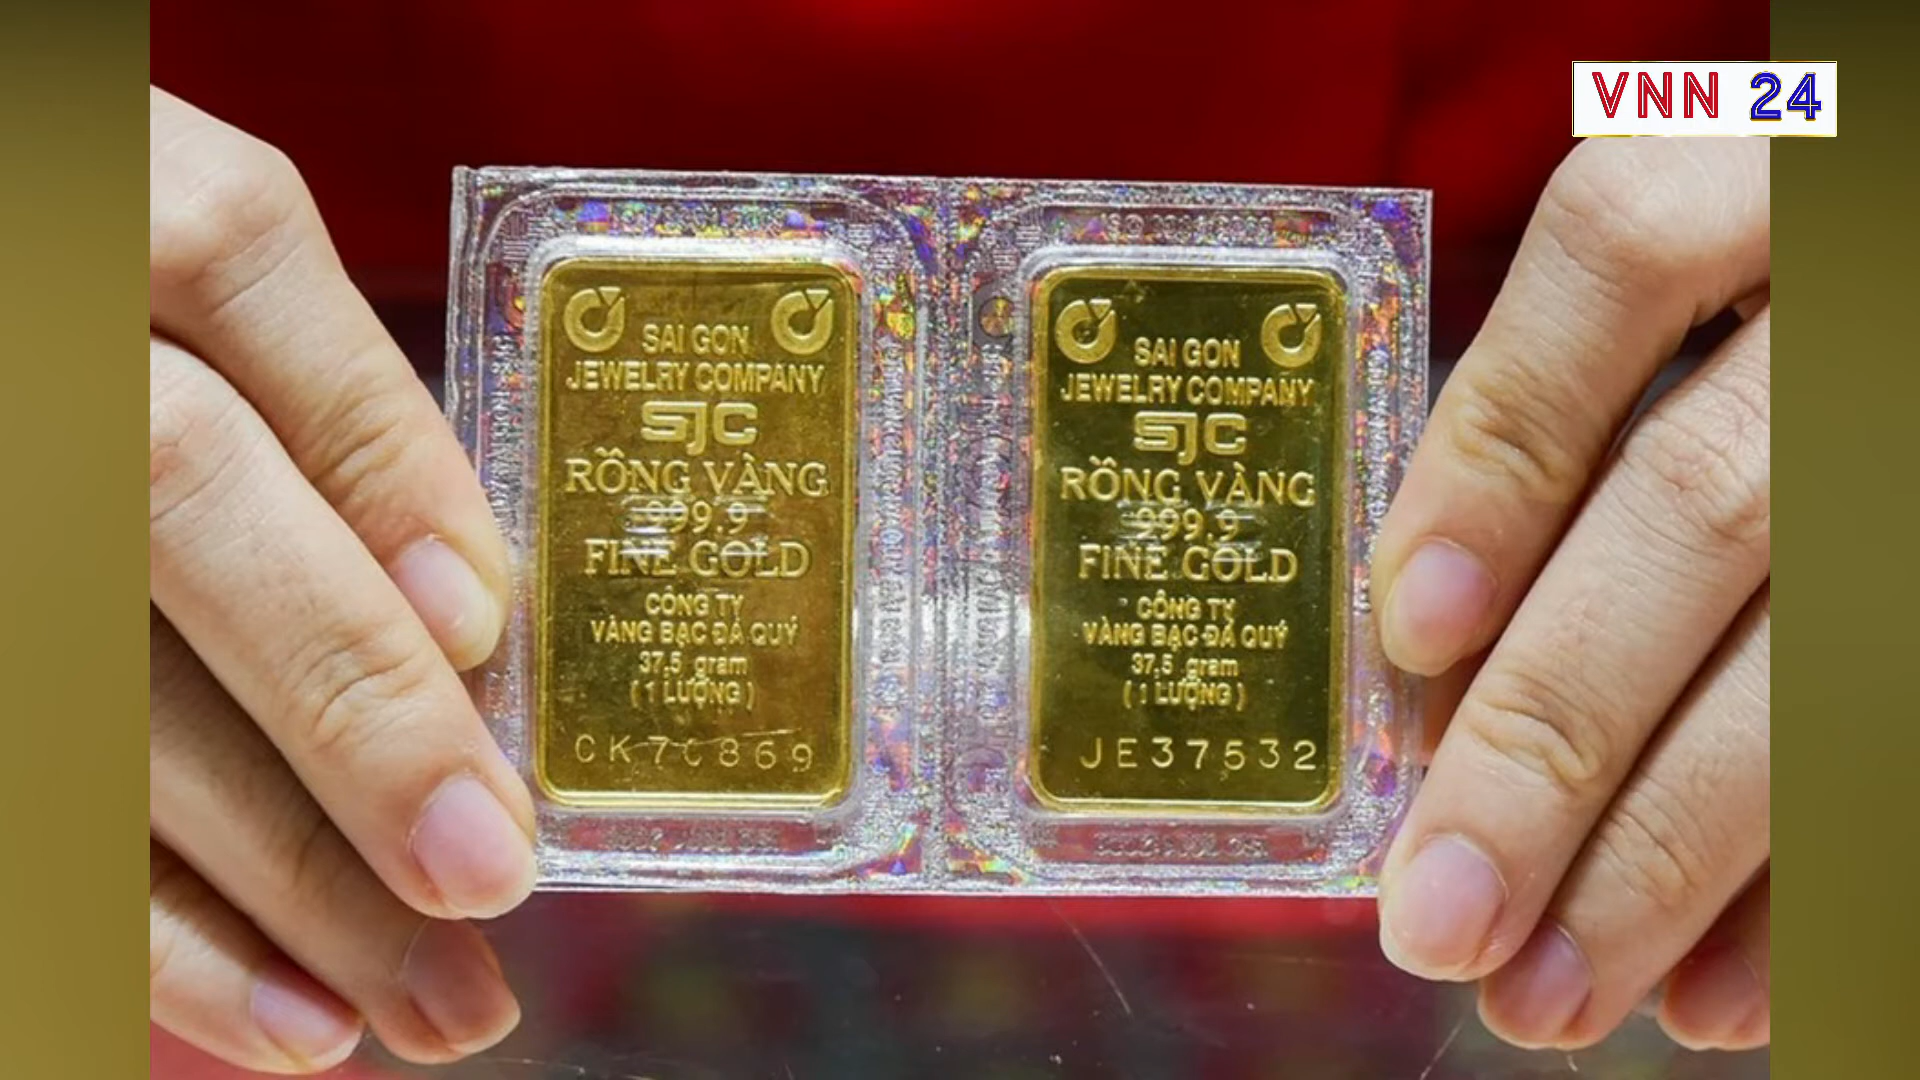 VNN 24
SAI GON
JEWELRY COMPANY
SJC
RỒNG VÀNG
999.9
FINE GOLD
CÔNG TY
VÀNG BẠC ĐÁ QUÝ
37,5 gram
( 1 LƯỢNG )
CK70869
SAI GON
JEWELRY COMPANY
SJC
RỒNG VÀNG
999.9
FINE GOLD
CÔNG TY
VÀNG BẠC ĐÁ QUÝ
37,5 gram
( 1 LƯỢNG )
JE37532